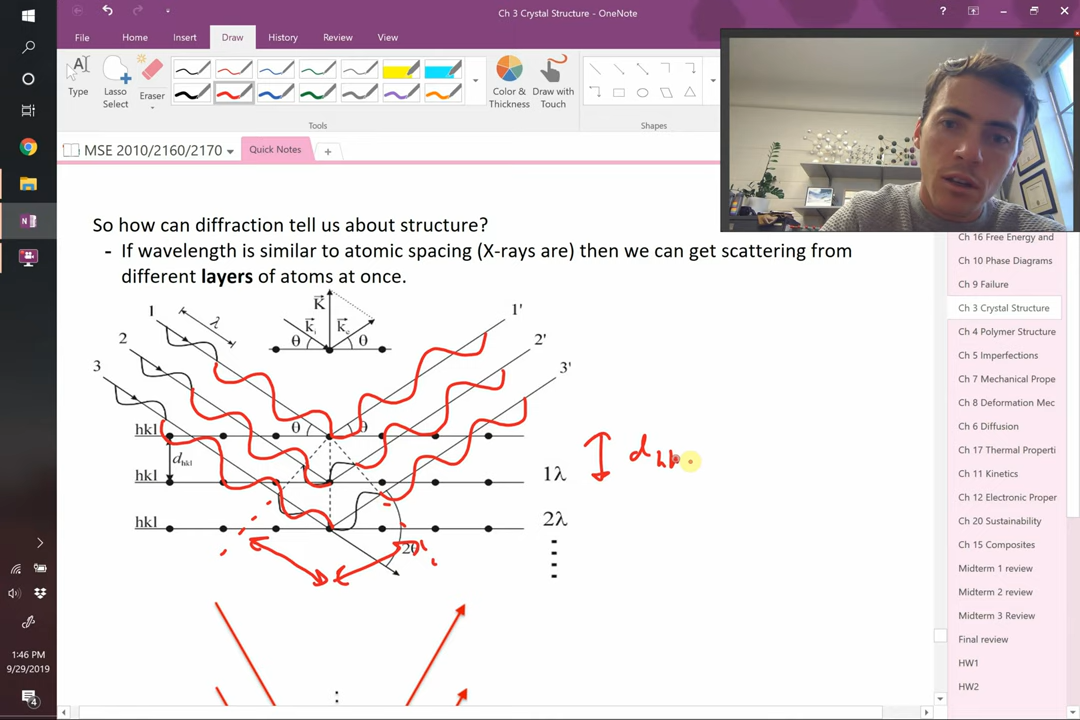 Ch 3 Crystal Structure - OneNote
?
File
Home
Insert
Draw
History
Review
View
A
Type
Lasso
Select
Eraser
Color &
Thickness
Draw with
Touch
Tools
Shapes
MSE 2010/2160/2170
Quick Notes
+
So how can diffraction tell us about structure?
- If wavelength is similar to atomic spacing (X-rays are) then we can get scattering from
different layers of atoms at once.
1
λ
K
k
k
θ
θ
1'
2
2'
3
3'
hkl
θ
θ
d hkl
hkl
1λ
hkl
2λ
2θ
d hk
Ch 16 Free Energy and
Ch 10 Phase Diagrams
Ch 9 Failure
Ch 3 Crystal Structure
Ch 4 Polymer Structure
Ch 5 Imperfections
Ch 7 Mechanical Prope
Ch 8 Deformation Mec
Ch 6 Diffusion
Ch 17 Thermal Properti
Ch 11 Kinetics
Ch 12 Electronic Proper
Ch 20 Sustainability
Ch 15 Composites
Midterm 1 review
Midterm 2 review
Midterm 3 Review
Final review
HW1
HW2
1:46 PM
9/29/2019
4